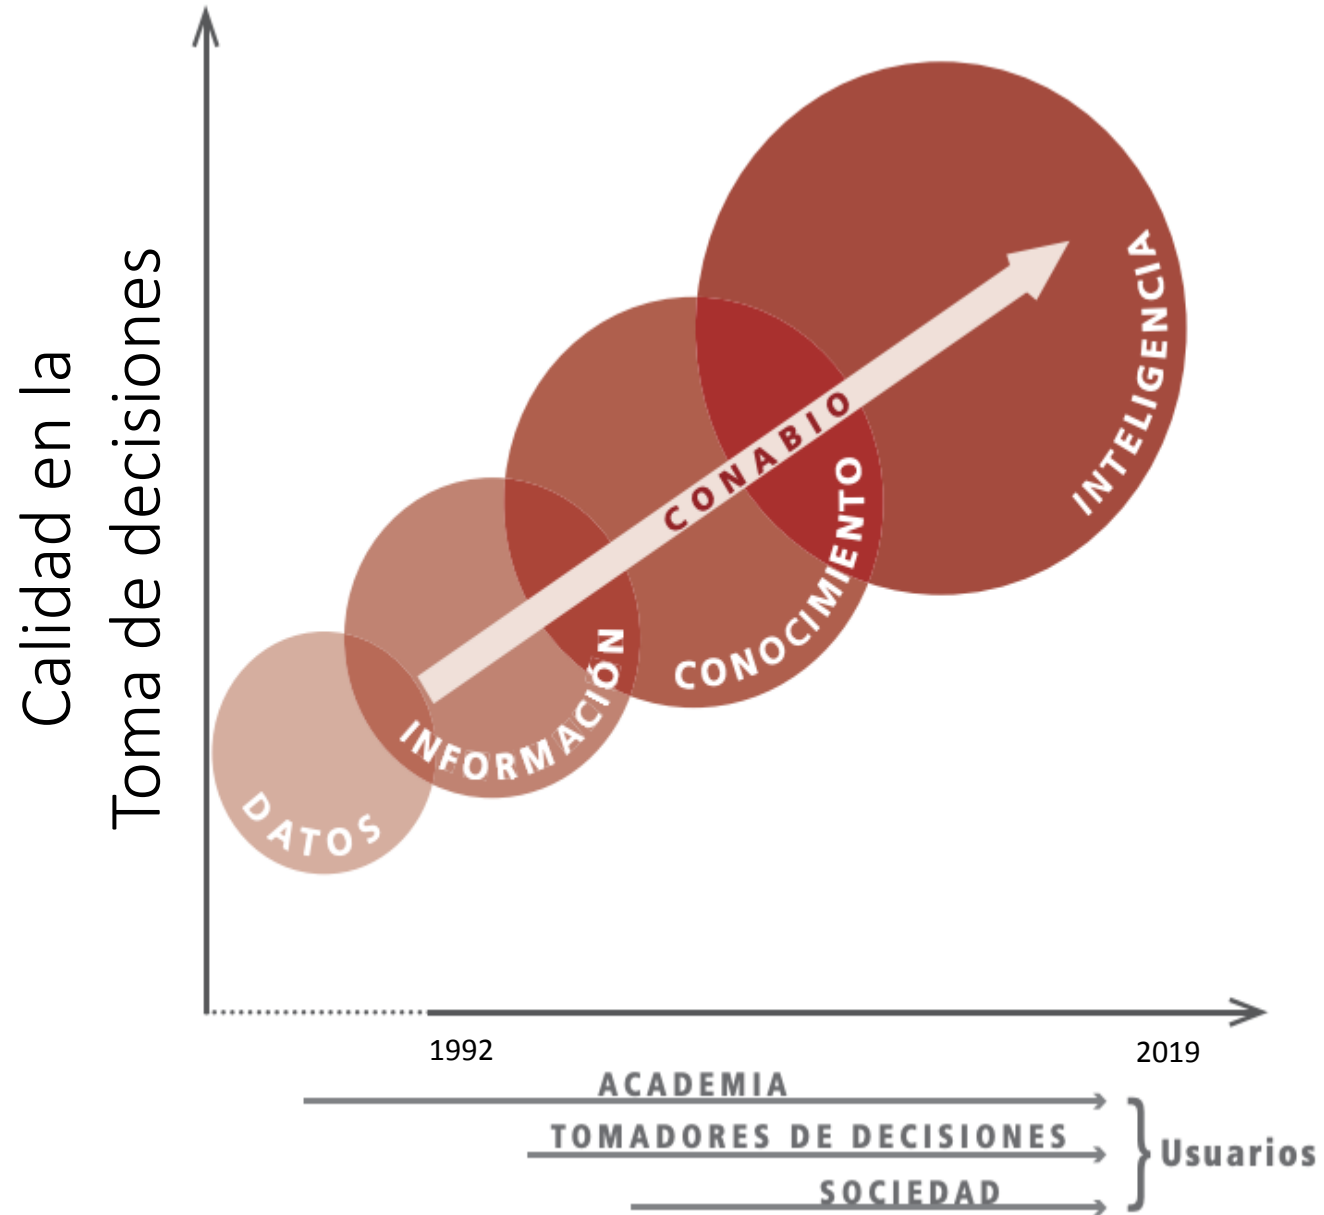 Calidad en la
Toma de decisiones
DATOS
INFORMACIÓN
CONOCIMIENTO
INTELIGENCIA
CONABIO
1992
2019
ACADEMIA
TOMADORES DE DECISIONES
SOCIEDAD
Usuarios